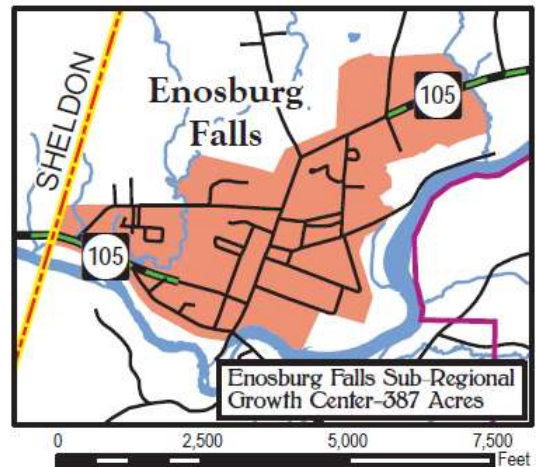 SHELDON
Enosburg
Falls
105
105
Enosburg Falls Sub-Regional
Growth Center-387 Acres
0 2,500 5,000 7,500
Feet